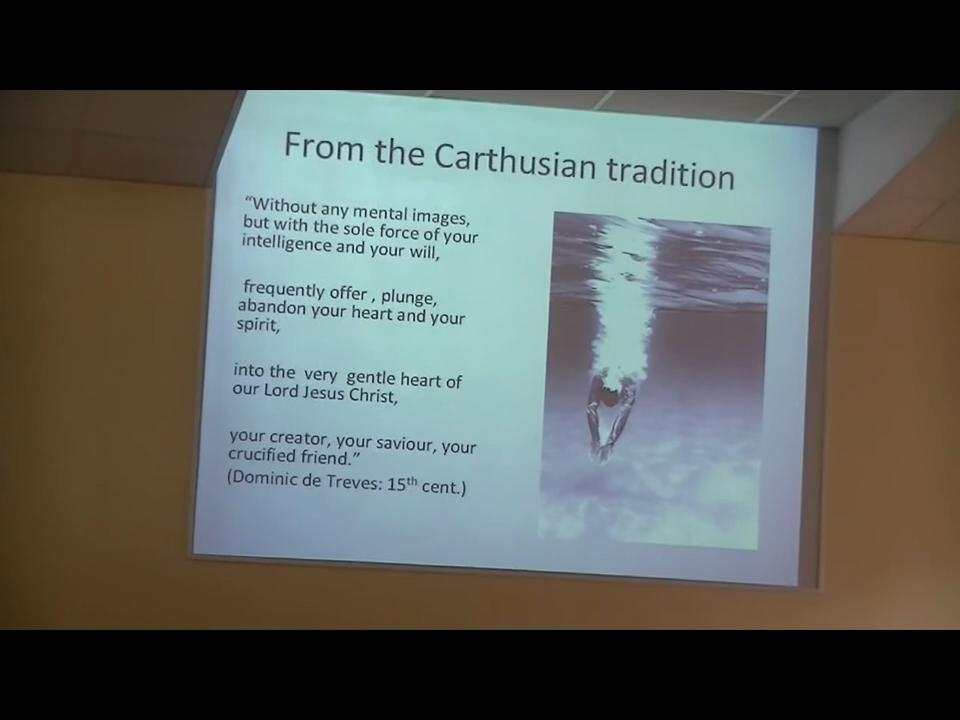 From the Carthusian tradition
“Without any mental images,
but with the sole force of your
intelligence and your will,
frequently offer , plunge,
abandon your heart and your
spirit,
into the  very  gentle heart of
our Lord Jesus Christ,
your creator, your saviour, your
crucified friend.”
(Dominic de Treves: 15th cent.)